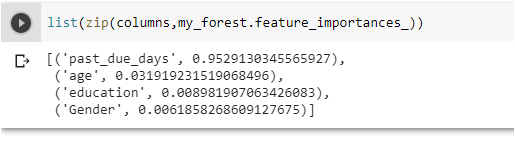 list(zip(columns,my_forest.feature_importances_))
[('past_due_days', 0.9529130345565927),
('age', 0.031919231519068496),
('education', 0.008981907063426083),
('Gender', 0.0061858268609127675)]